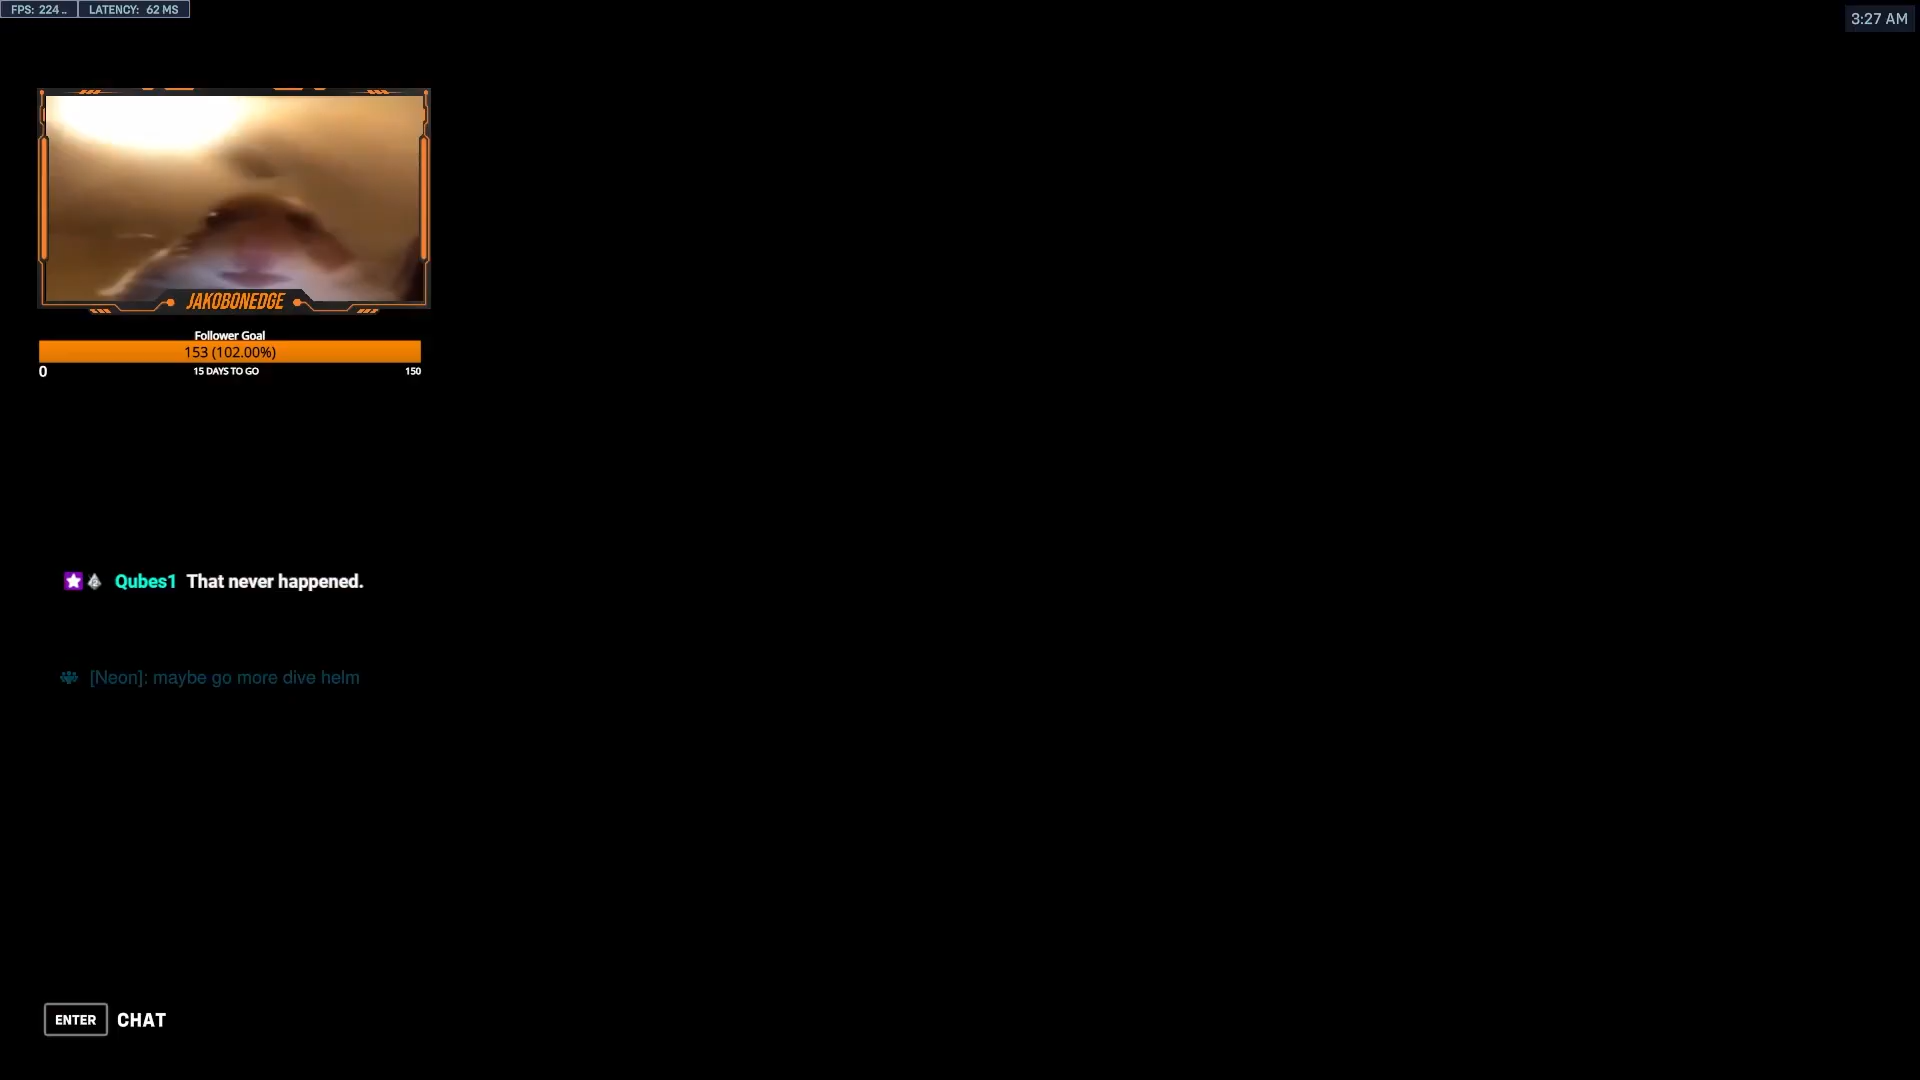 FPS: 224 .. LATENCY: 62 MS
3:27 AM
JAKOBONEDGE
Follower Goal
153 (102.00%)
0 15 DAYS TO GO 150
Qubes1 That never happened.
[Neon]: maybe go more dive helm
ENTER CHAT